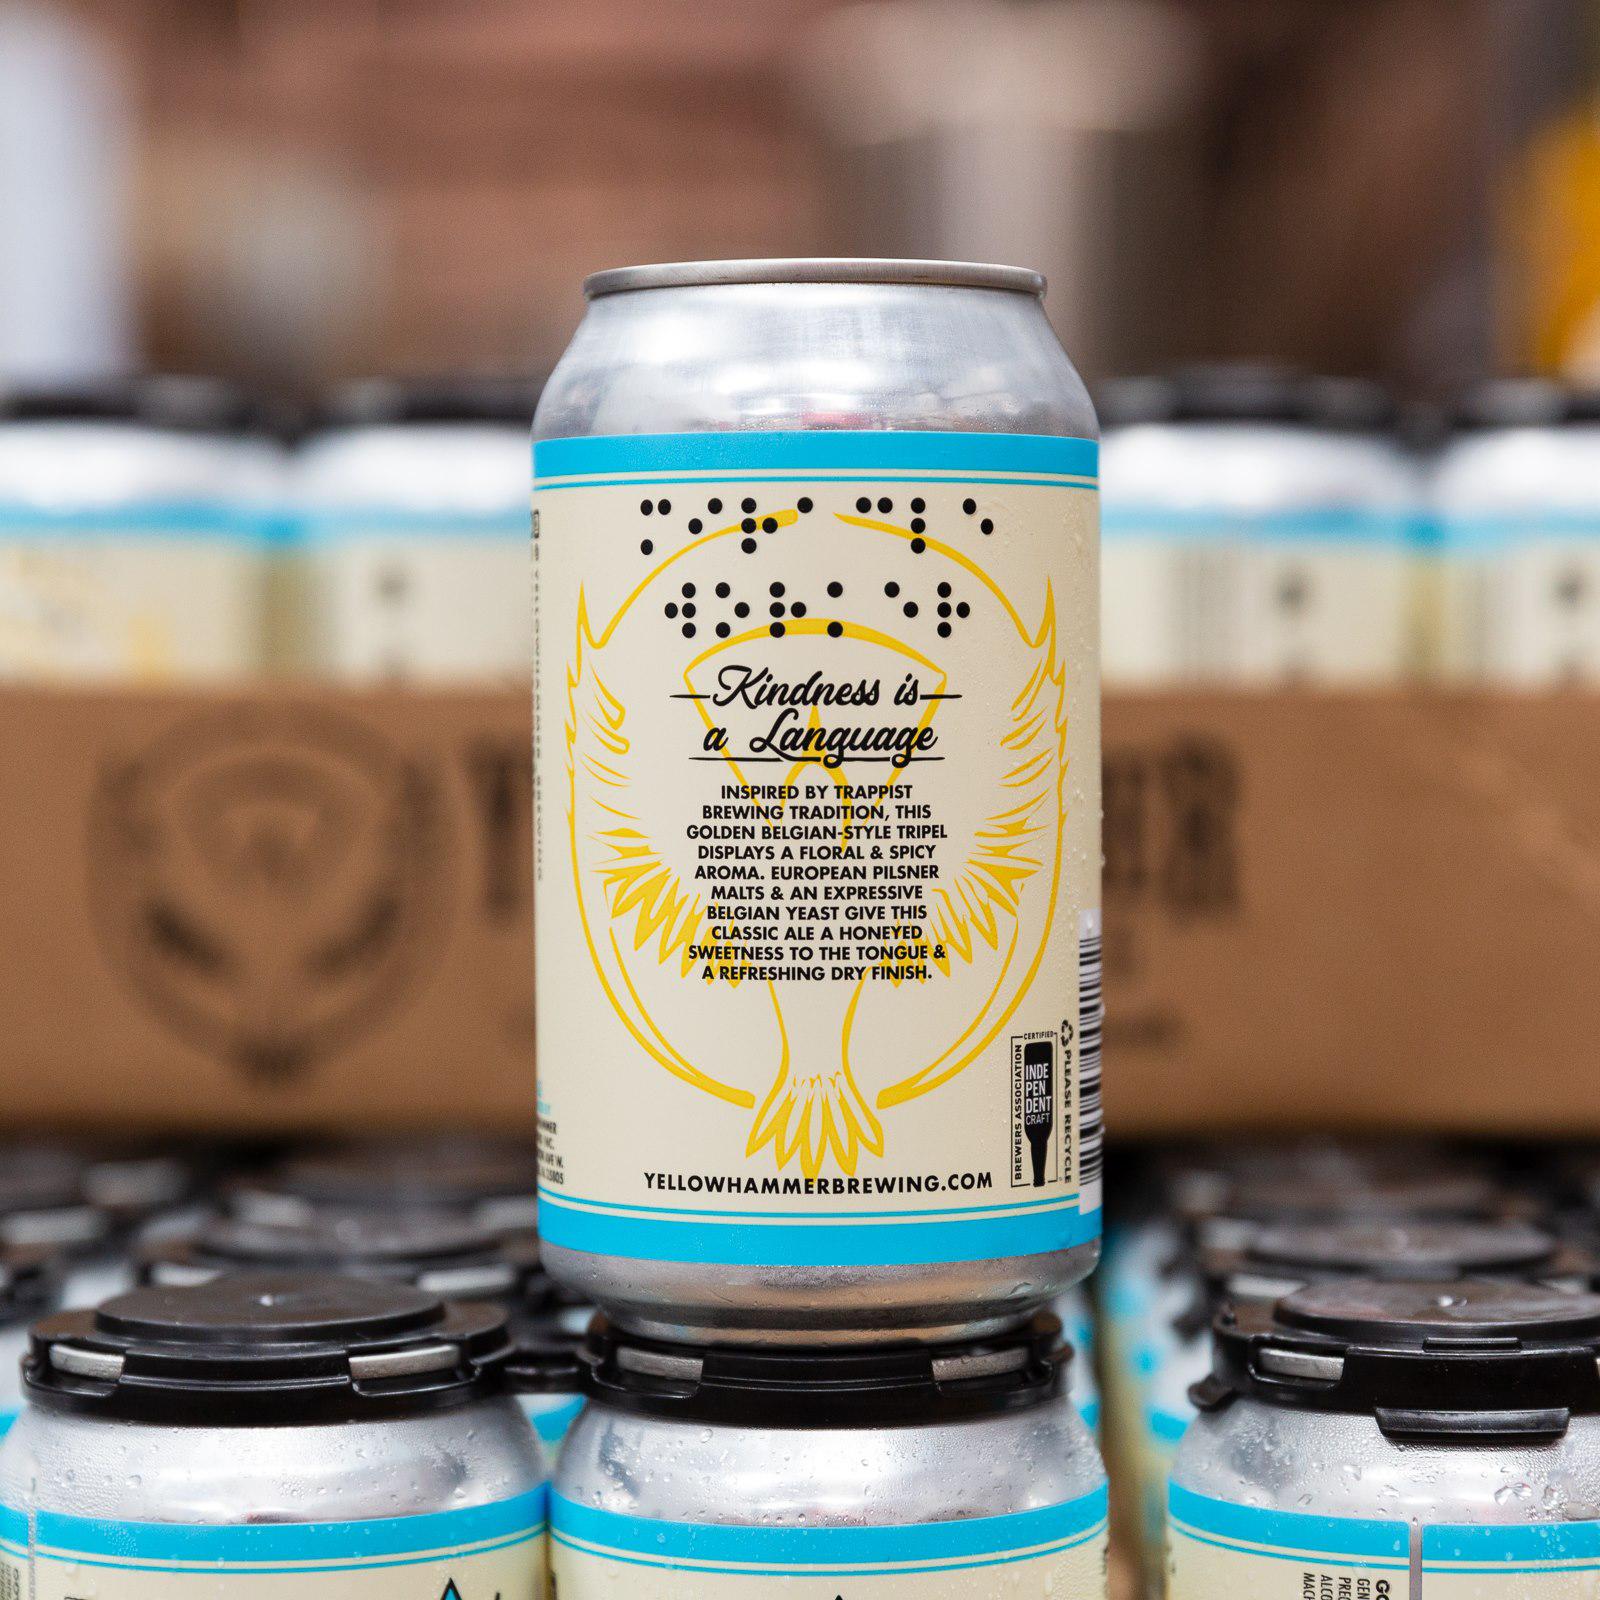 ⠍⠊⠗⠁⠉⠇⠑
⠺⠕⠗⠅⠑⠗
Kindness is
a Language
INSPIRED BY TRAPPIST
BREWING TRADITION, THIS
GOLDEN BELGIAN-STYLE TRIPEL
DISPLAYS A FLORAL & SPICY
AROMA. EUROPEAN PILSNER
MALTS & AN EXPRESSIVE
BELGIAN YEAST GIVE THIS
CLASSIC ALE A HONEYED
SWEETNESS TO THE TONGUE &
A REFRESHING DRY FINISH.
YELLOWHAMMERBREWING.COM
BREWERS ASSOCIATION
CERTIFIED
INDE
PEN
DENT
CRAFT
PLEASE RECYCLE
YELLOWHAMMER BREWING